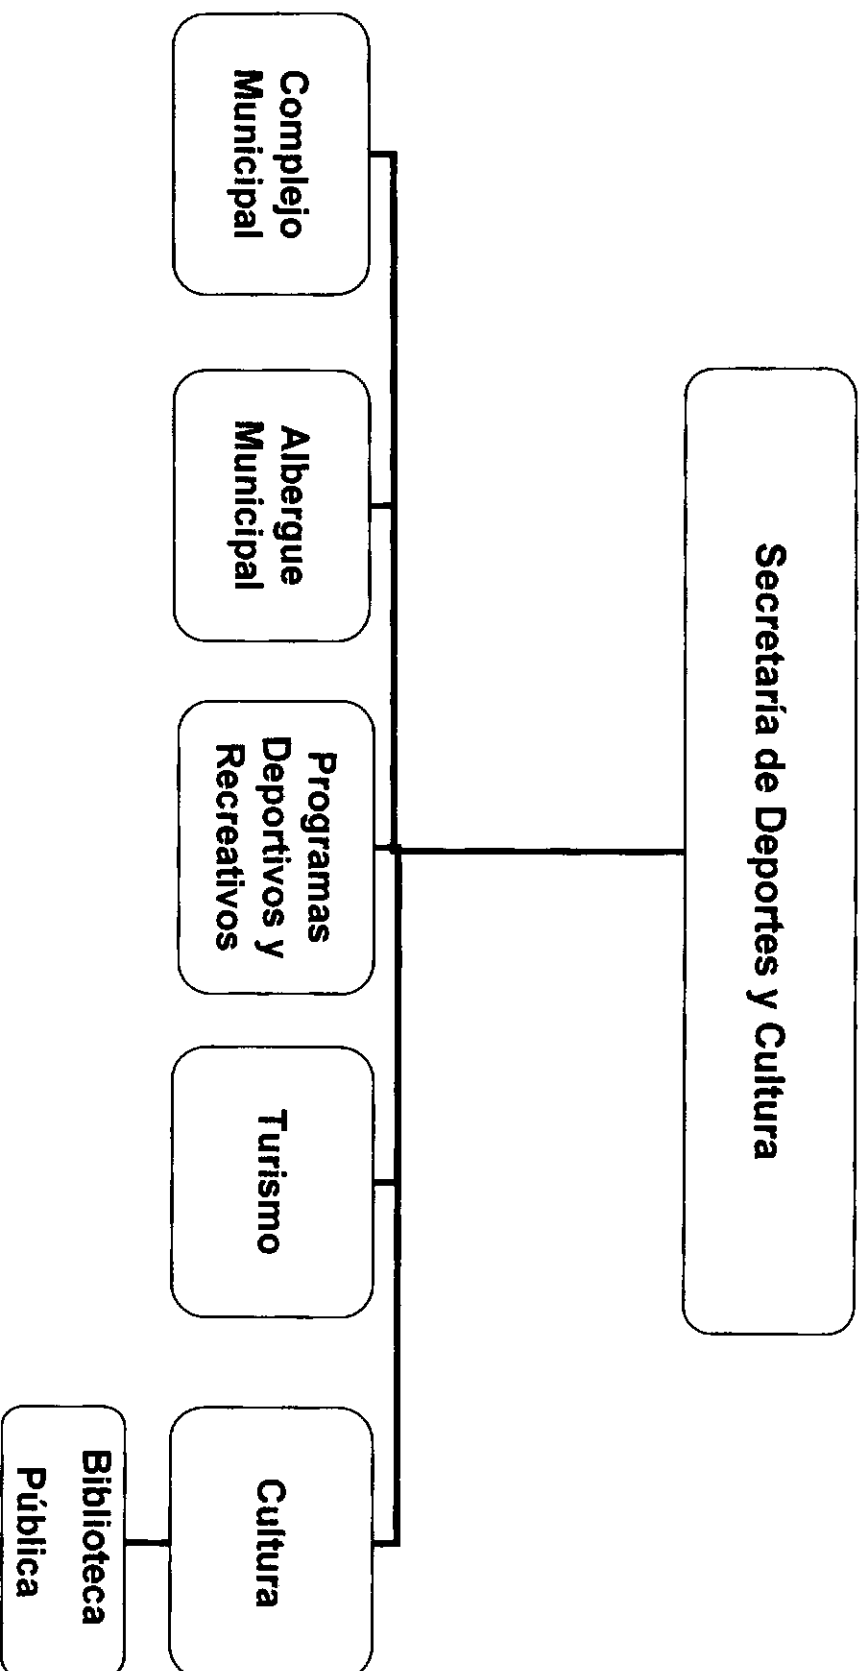 Secretaría de Deportes y Cultura
Complejo
Municipal
Albergue
Municipal
Programas
Deportivos y
Recreativos
Turismo
Cultura
Biblioteca
Pública